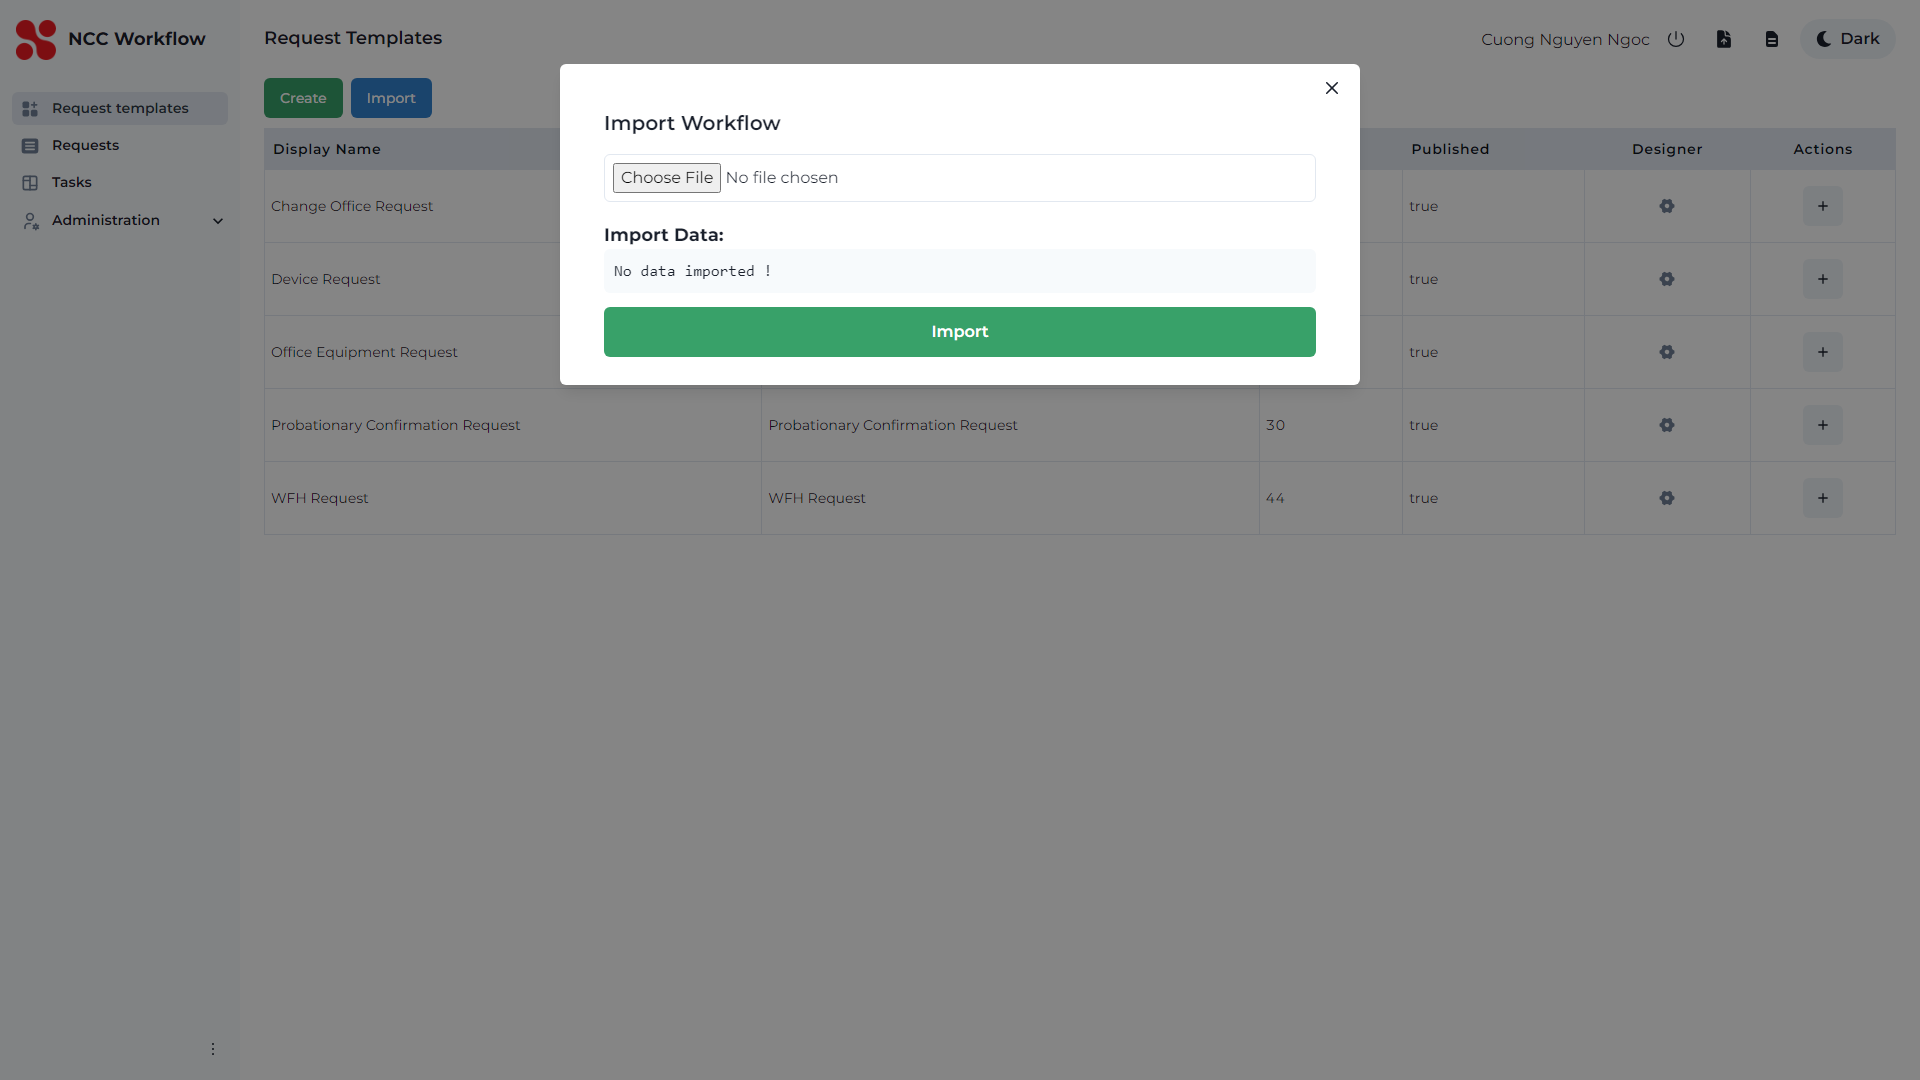 NCC Workflow
Request Templates
Cuong Nguyen Ngoc
Dark
Request templates
Requests
Tasks
Administration
Create
Import
Import Workflow
Choose File No file chosen
Import Data:
No data imported !
Import
Display Name Published Designer Actions
Change Office Request true
Device Request true
Office Equipment Request true
Probationary Confirmation Request Probationary Confirmation Request 30 true
WFH Request WFH Request 44 true